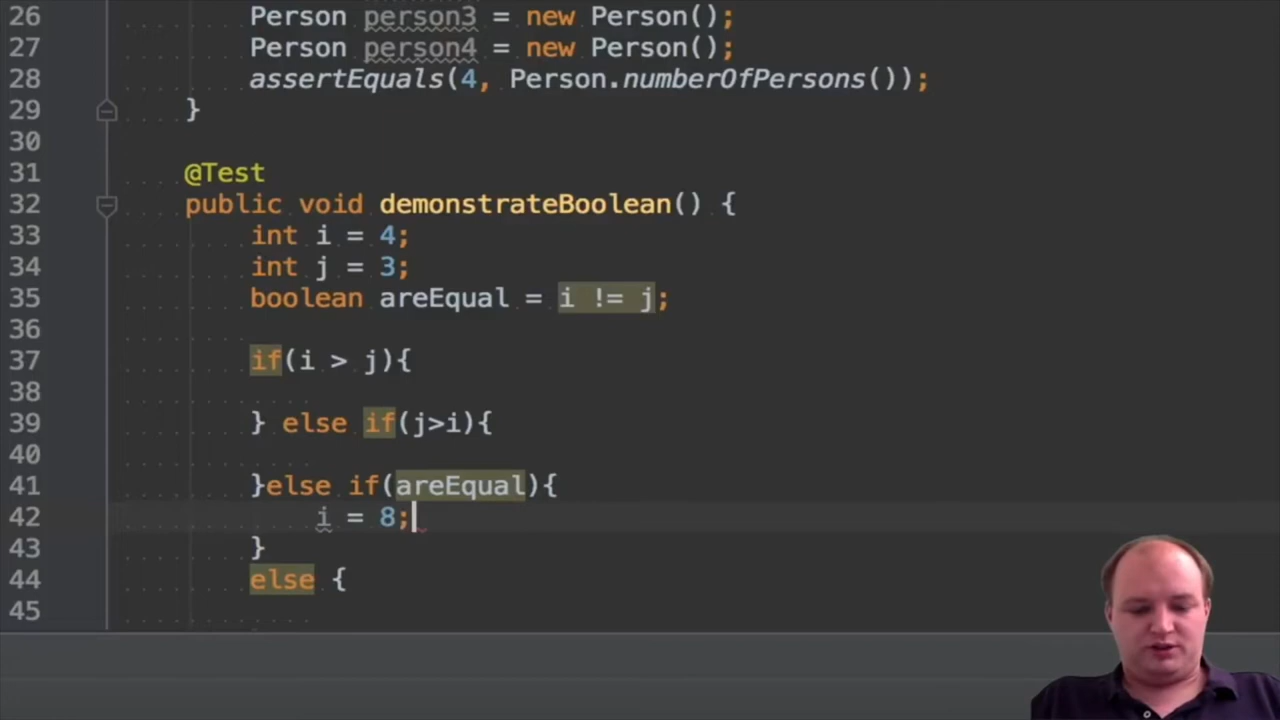 26 Person person3 = new Person();
27 Person person4 = new Person();
28 assertEquals(4, Person.numberOfPersons());
29 }
30
31 @Test
32 public void demonstrateBoolean() {
33 int i = 4;
34 int j = 3;
35 boolean areEqual = i != j;
36
37 if(i > j){
38
39 } else if(j>i){
40
41 }else if(areEqual){
42 i = 8;
43 }
44 else {
45